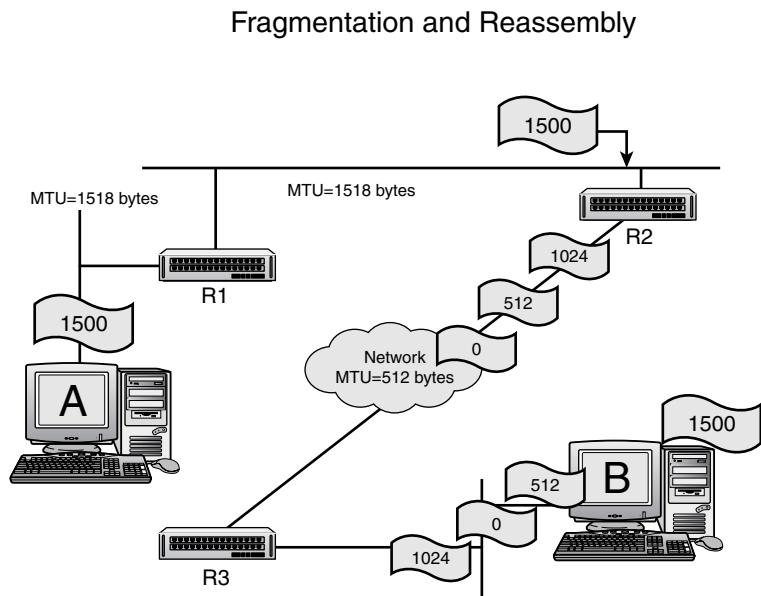 Fragmentation and Reassembly
1500
MTU=1518 bytes
MTU=1518 bytes
R2
1024
R1
512
1500
0
Network
MTU=512 bytes
A
1500
512
B
0
1024
R3